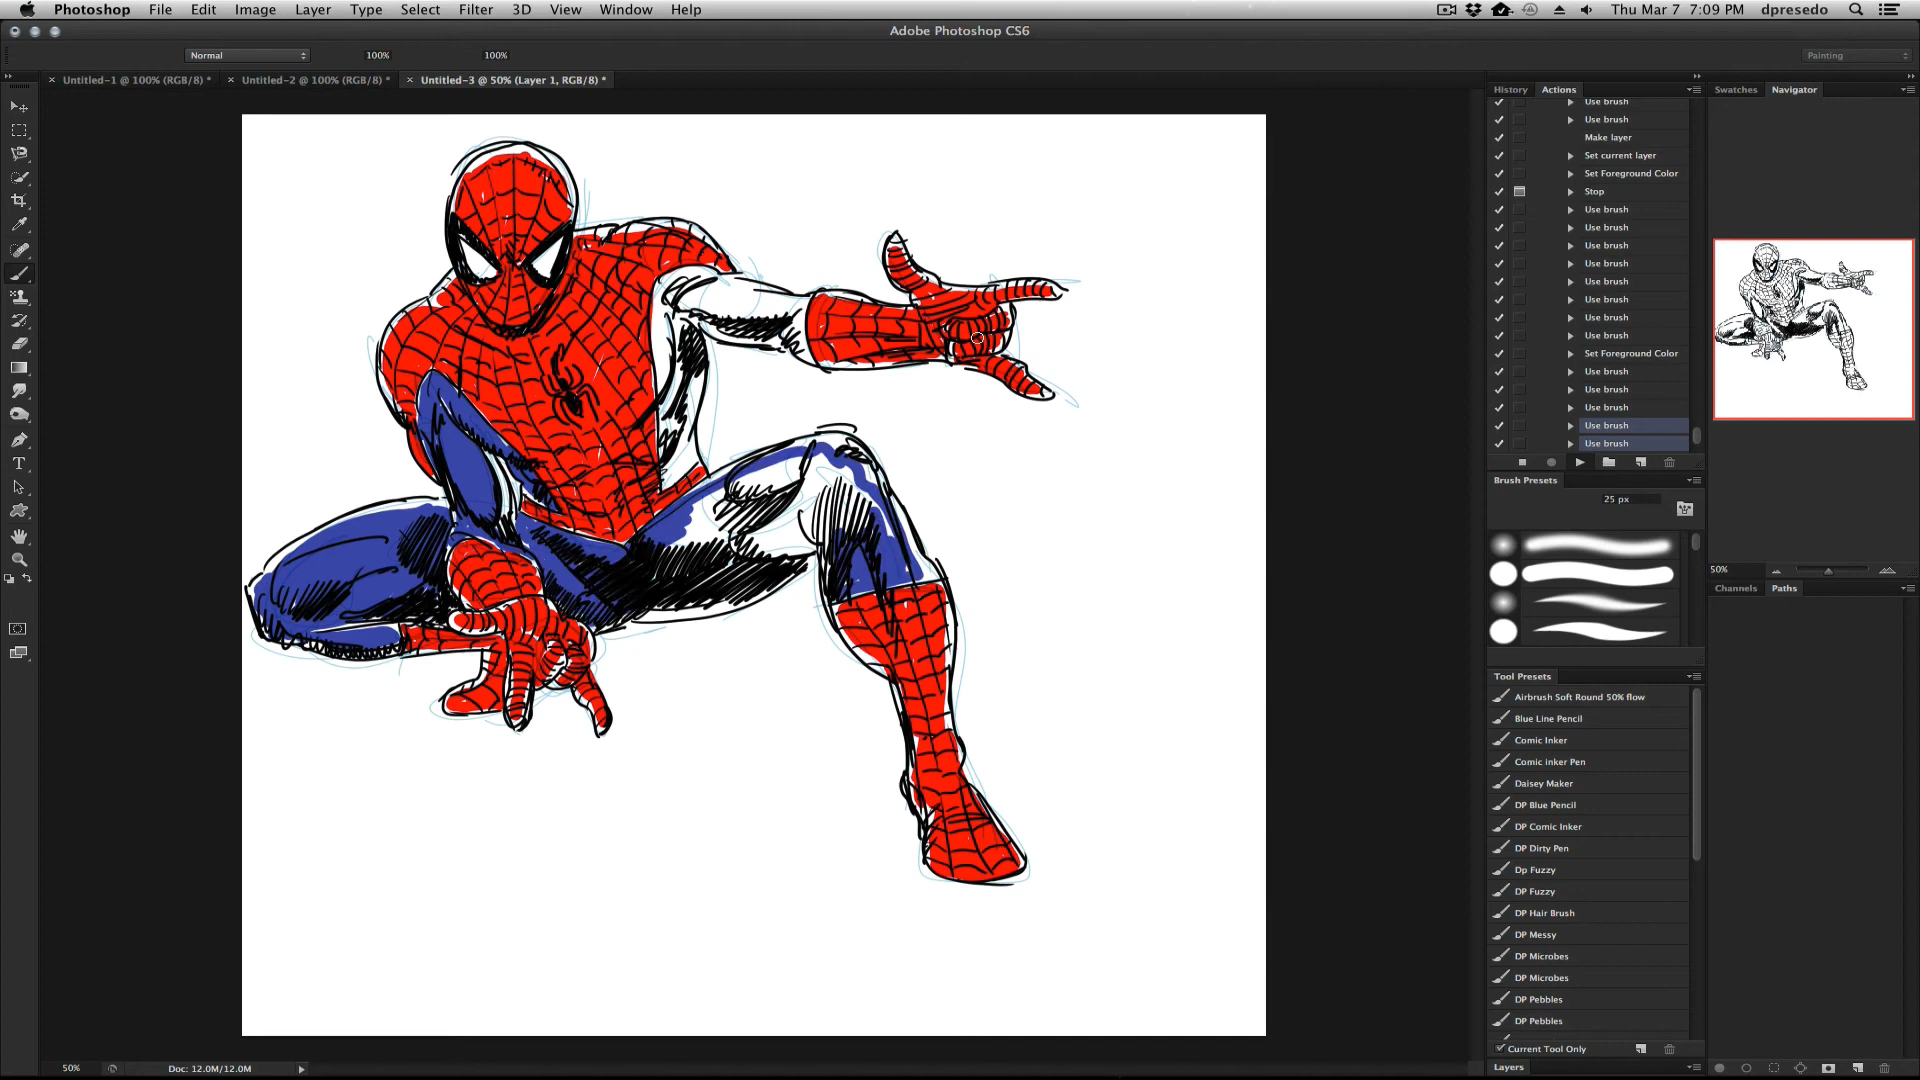 Photoshop File Edit Image Layer Type Select Filter 3D View Window Help Thu Mar 7 7:09 PM dpresedo
Adobe Photoshop CS6
Normal 100% 100% Painting
Untitled-1 @ 100% (RGB/8) * Untitled-2 @ 100% (RGB/8) * Untitled-3 @ 50% (Layer 1, RGB/8) *
History Actions
Use brush
Use brush
Make layer
Set current layer
Set Foreground Color
Stop
Use brush
Use brush
Use brush
Use brush
Use brush
Use brush
Use brush
Use brush
Set Foreground Color
Use brush
Use brush
Use brush
Use brush
Use brush
Brush Presets
25 px
Tool Presets
Airbrush Soft Round 50% flow
Blue Line Pencil
Comic Inker
Comic inker Pen
Daisey Maker
DP Blue Pencil
DP Comic Inker
DP Dirty Pen
Dp Fuzzy
DP Fuzzy
DP Hair Brush
DP Messy
DP Microbes
DP Microbes
DP Pebbles
DP Pebbles
Current Tool Only
Layers
Swatches Navigator
50%
Channels Paths
50% Doc: 12.0M/12.0M